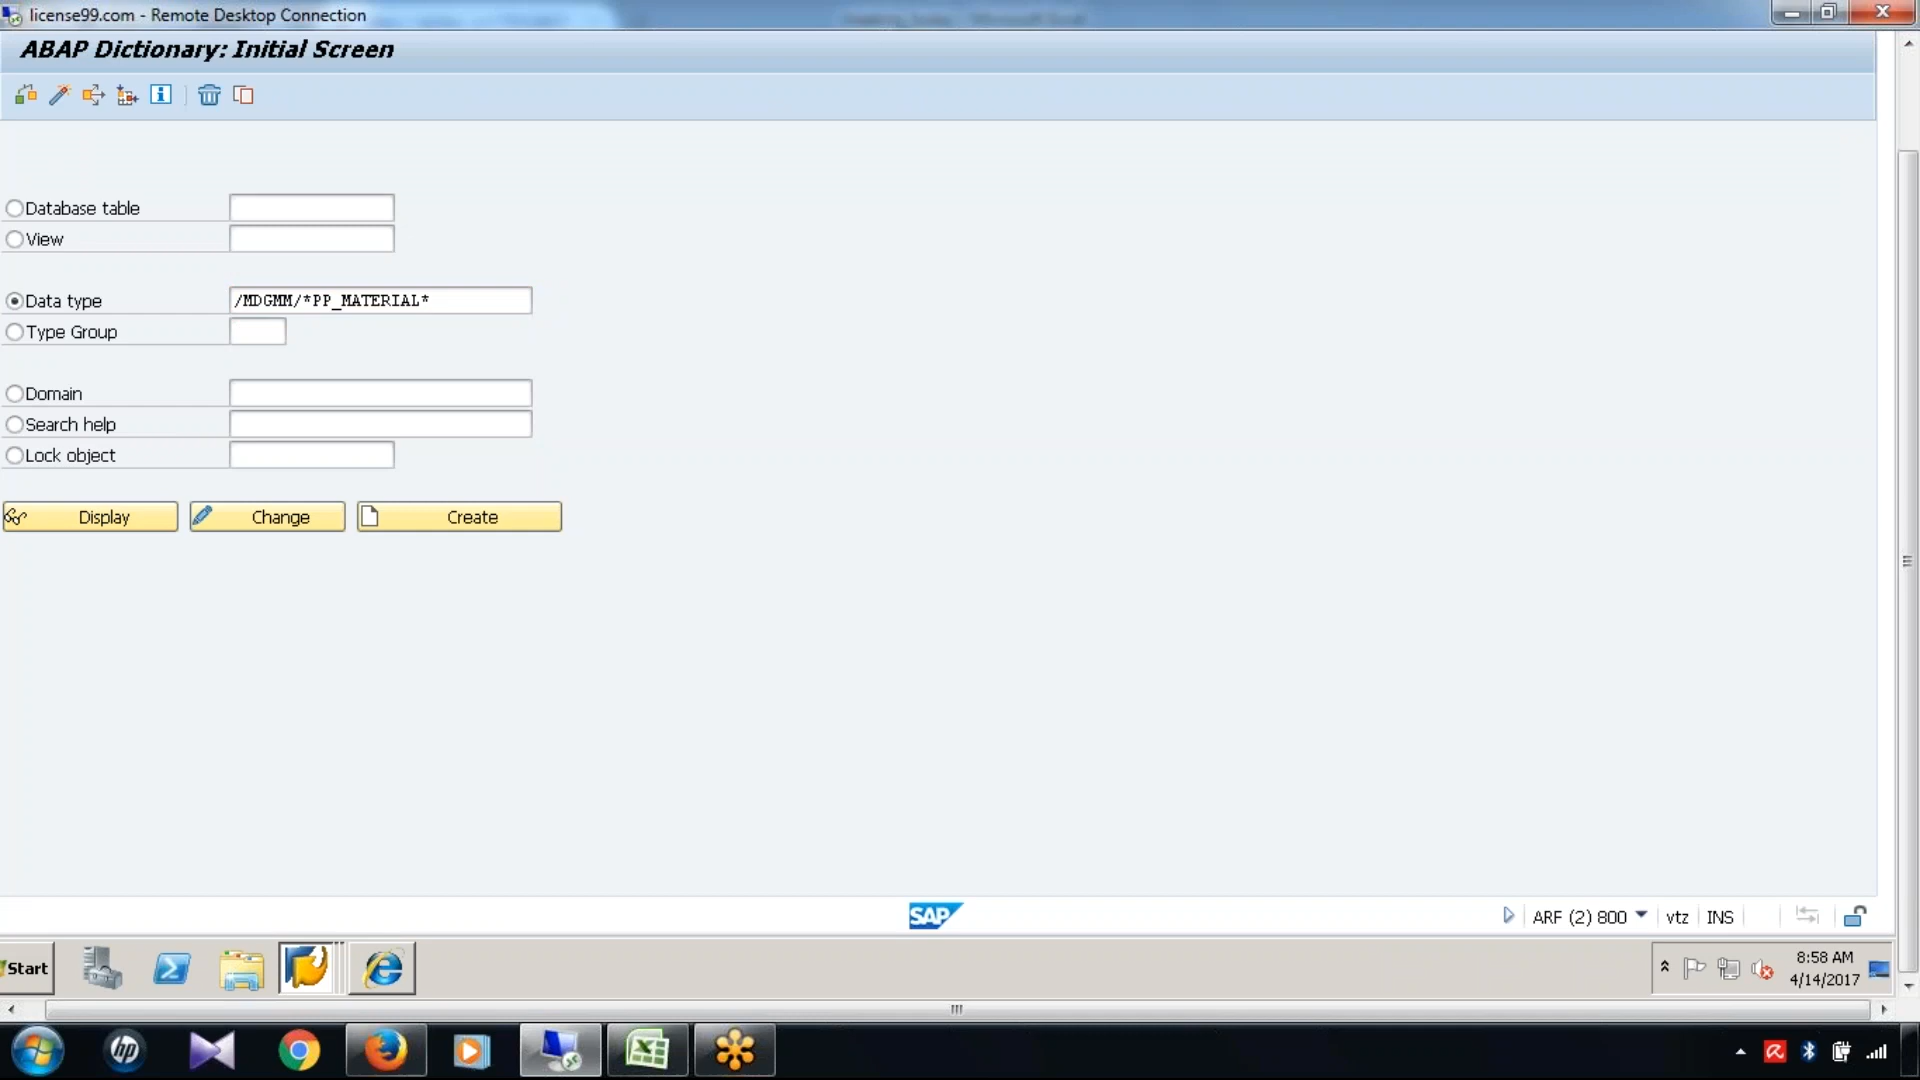 license99.com - Remote Desktop Connection
ABAP Dictionary: Initial Screen
Database table
View
Data type /MDGMM/*PP_MATERIAL*
Type Group
Domain
Search help
Lock object
Display Change Create
SAP ARF (2) 800 vtz INS
Start 8:58 AM
4/14/2017
hp